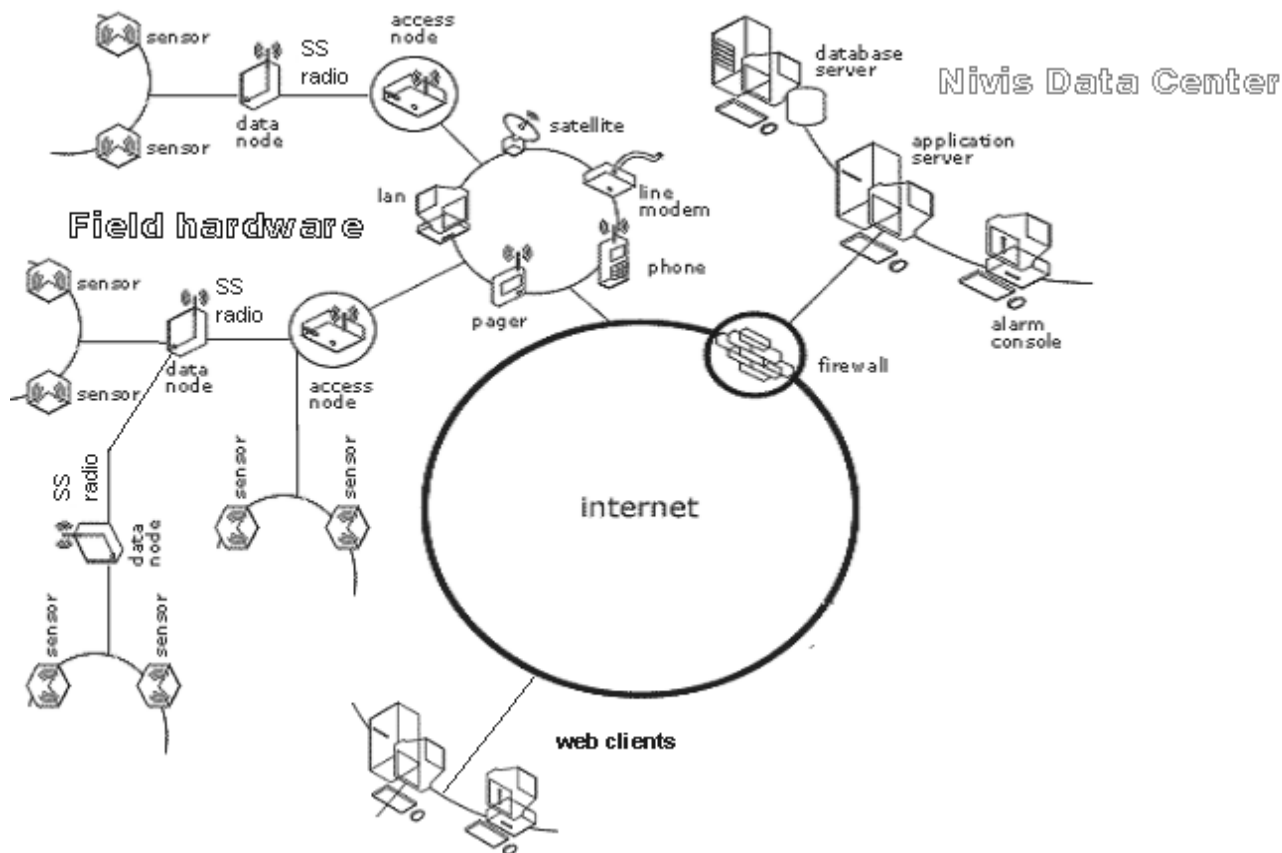 sensor
SS
radio
access
node
data
node
sensor
database
server
Nivis Data Center
satellite
application
server
lan
line
modem
Field hardware
phone
sensor
SS
radio
pager
alarm
console
firewall
data
node
access
node
sensor
SS
radio
sensor
sensor
internet
data
node
sensor
sensor
web clients